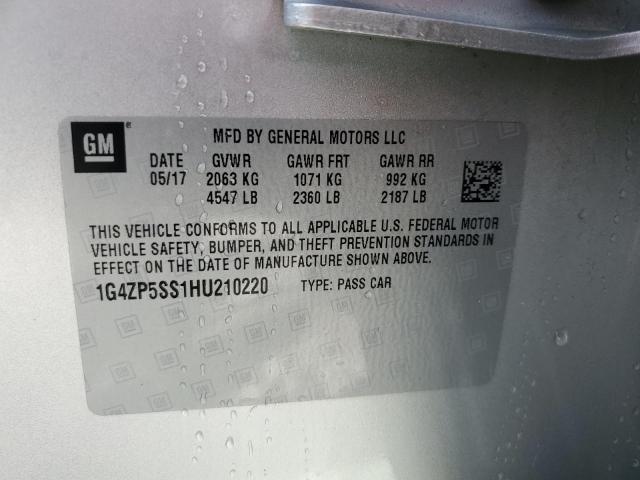 GM
MFD BY GENERAL MOTORS LLC
DATE GVWR GAWR FRT GAWR RR
05/17 2063 KG 1071 KG 992 KG
4547 LB 2360 LB 2187 LB
THIS VEHICLE CONFORMS TO ALL APPLICABLE U.S. FEDERAL MOTOR
VEHICLE SAFETY, BUMPER, AND THEFT PREVENTION STANDARDS IN
EFFECT ON THE DATE OF MANUFACTURE SHOWN ABOVE.
1G4ZP5SS1HU210220 TYPE: PASS CAR